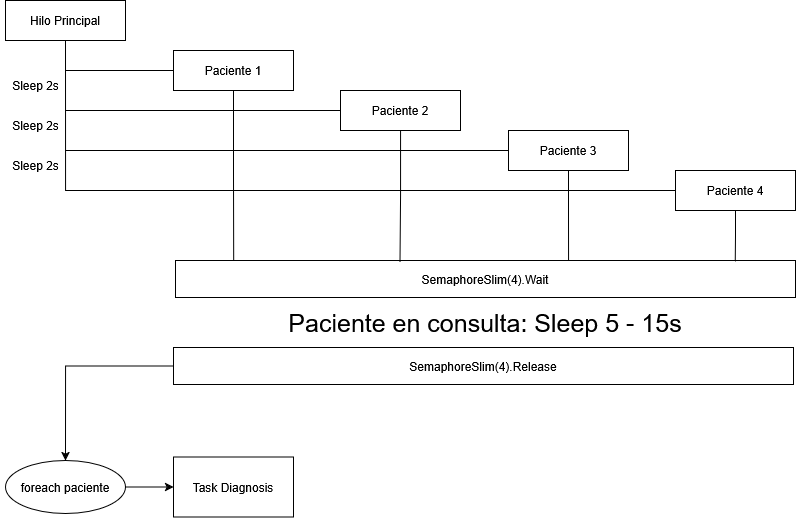 Hilo Principal
Paciente 1
Sleep 2s
Paciente 2
Sleep 2s
Paciente 3
Sleep 2s
Paciente 4
SemaphoreSlim(4).Wait
Paciente en consulta: Sleep 5 - 15s
SemaphoreSlim(4).Release
foreach paciente
Task Diagnosis